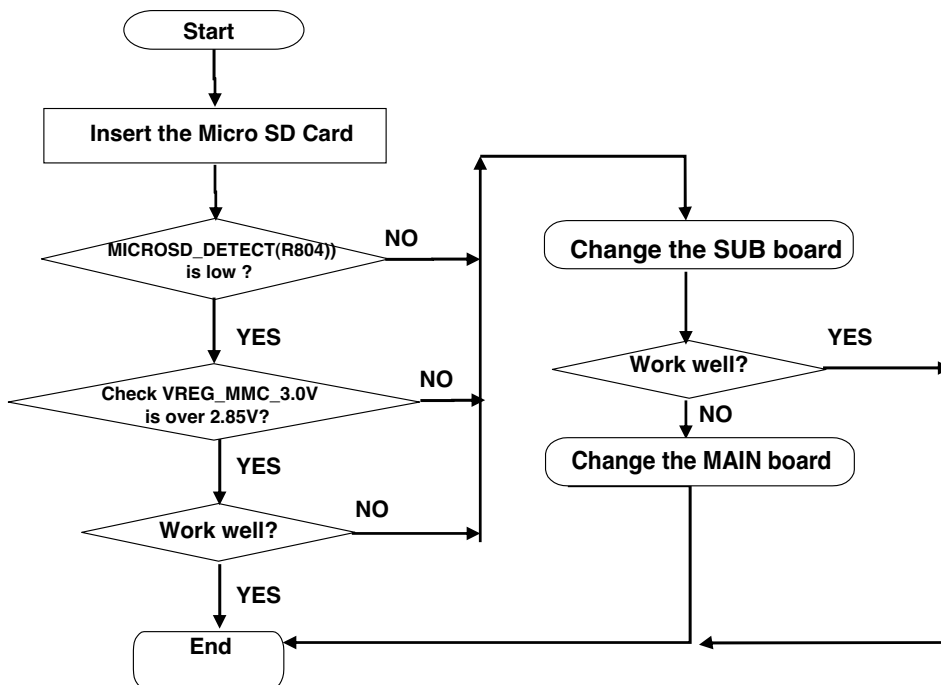 Start
Insert the Micro SD Card
MICROSD_DETECT(R804))
is low ?
NO
YES
Check VREG_MMC_3.0V
is over 2.85V?
NO
YES
Work well?
NO
YES
End
Change the SUB board
Work well?
YES
NO
Change the MAIN board